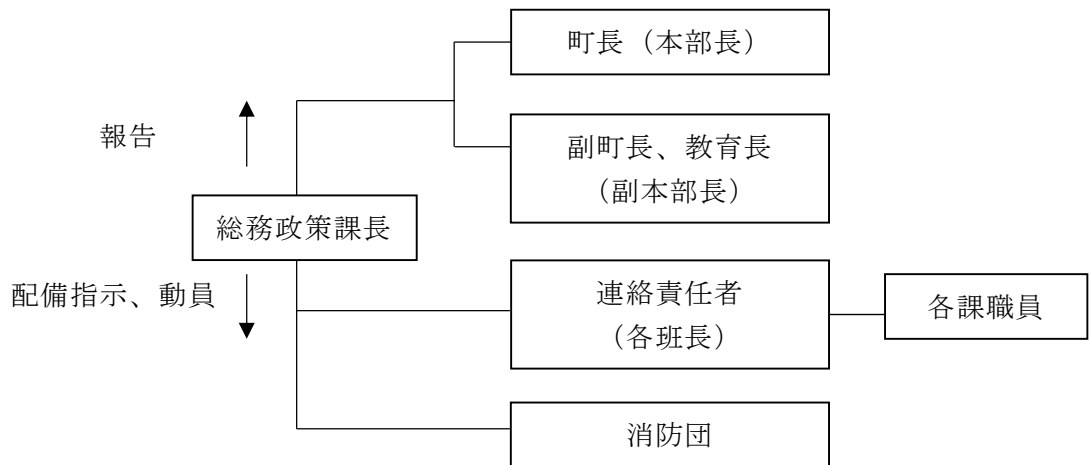 町長（本部長）
報告
副町長、教育長
（副本部長）
総務政策課長
配備指示、動員
連絡責任者
（各班長）
各課職員
消防団